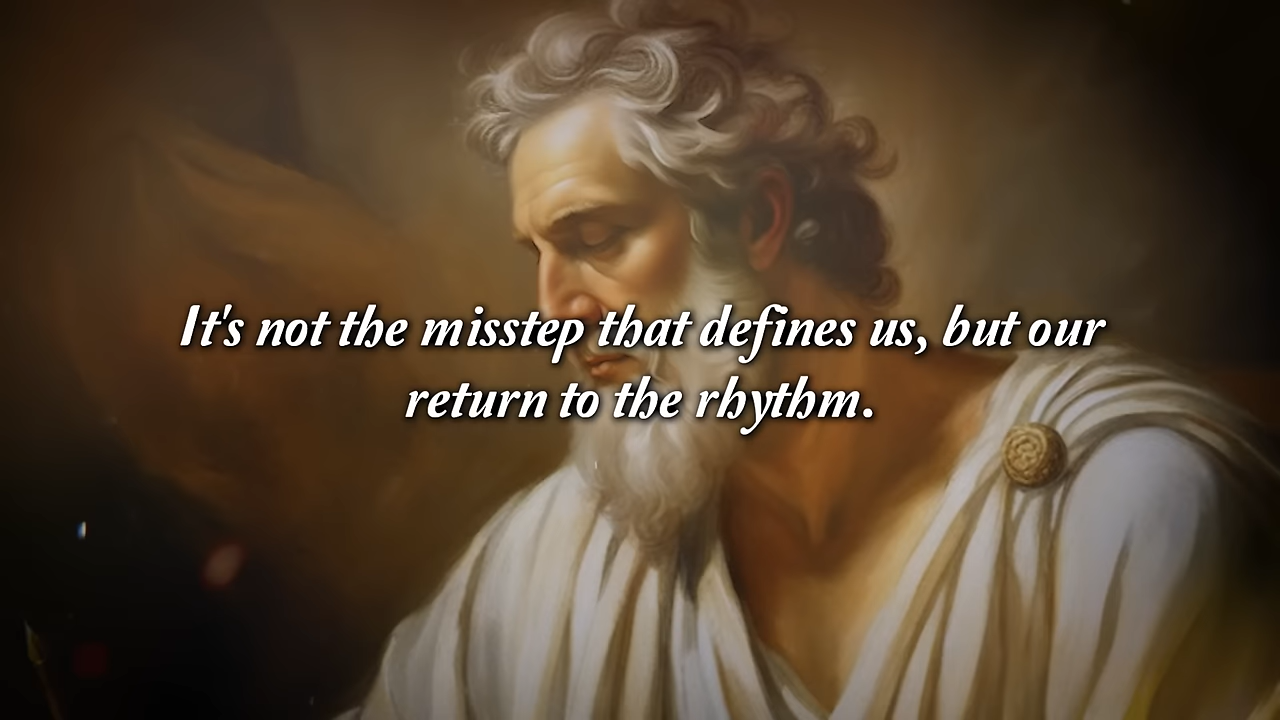 It's not the misstep that defines us, but our
return to the rhythm.